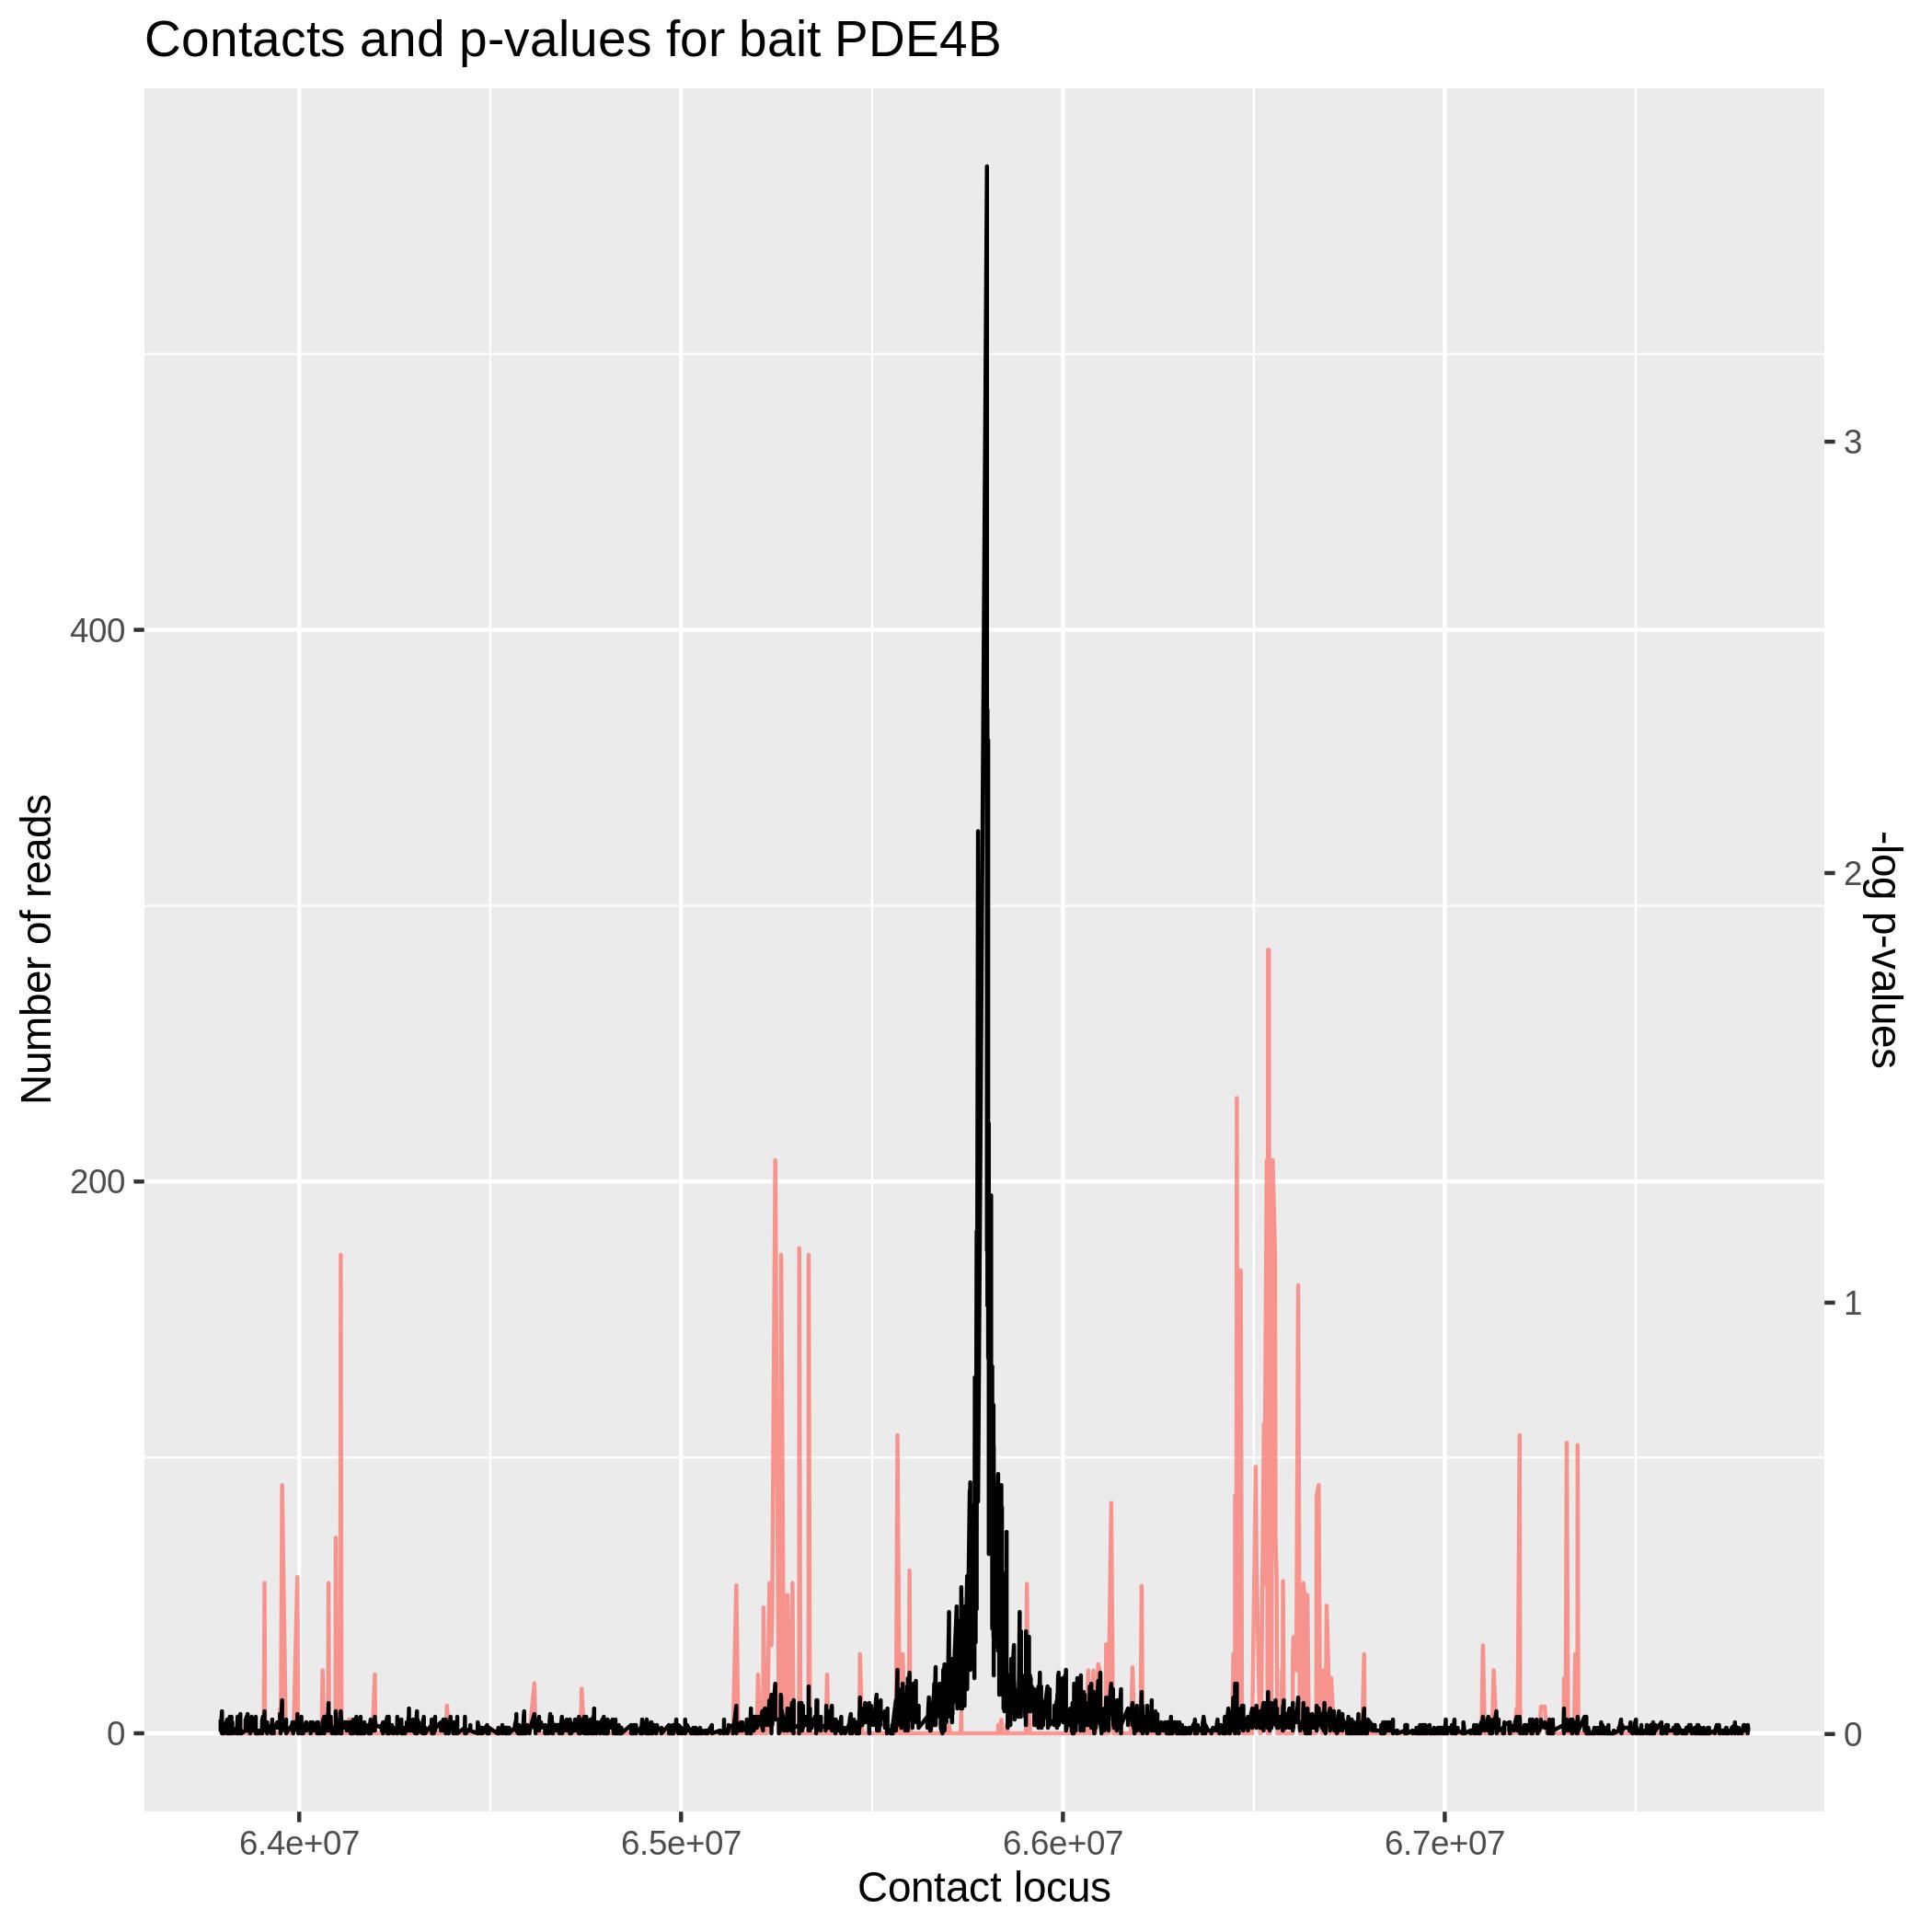 Contacts and p-values for bait PDE4B
Number of reads
400
200
0
3
2
1
0
-log p-values
6.4e+07 6.5e+07 6.6e+07 6.7e+07
Contact locus